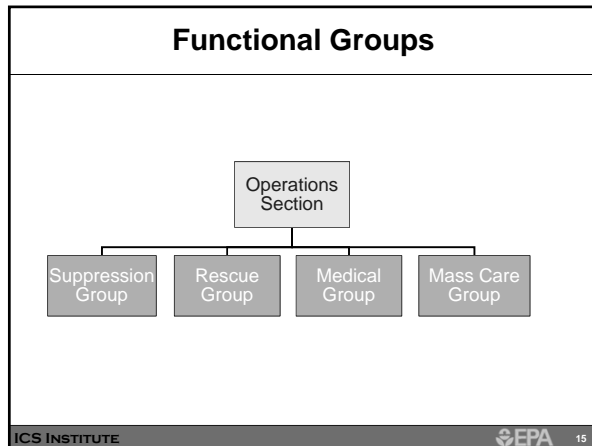 Functional Groups
Operations
Section
Suppression
Group
Rescue
Group
Medical
Group
Mass Care
Group
ICS INSTITUTE
EPA
15